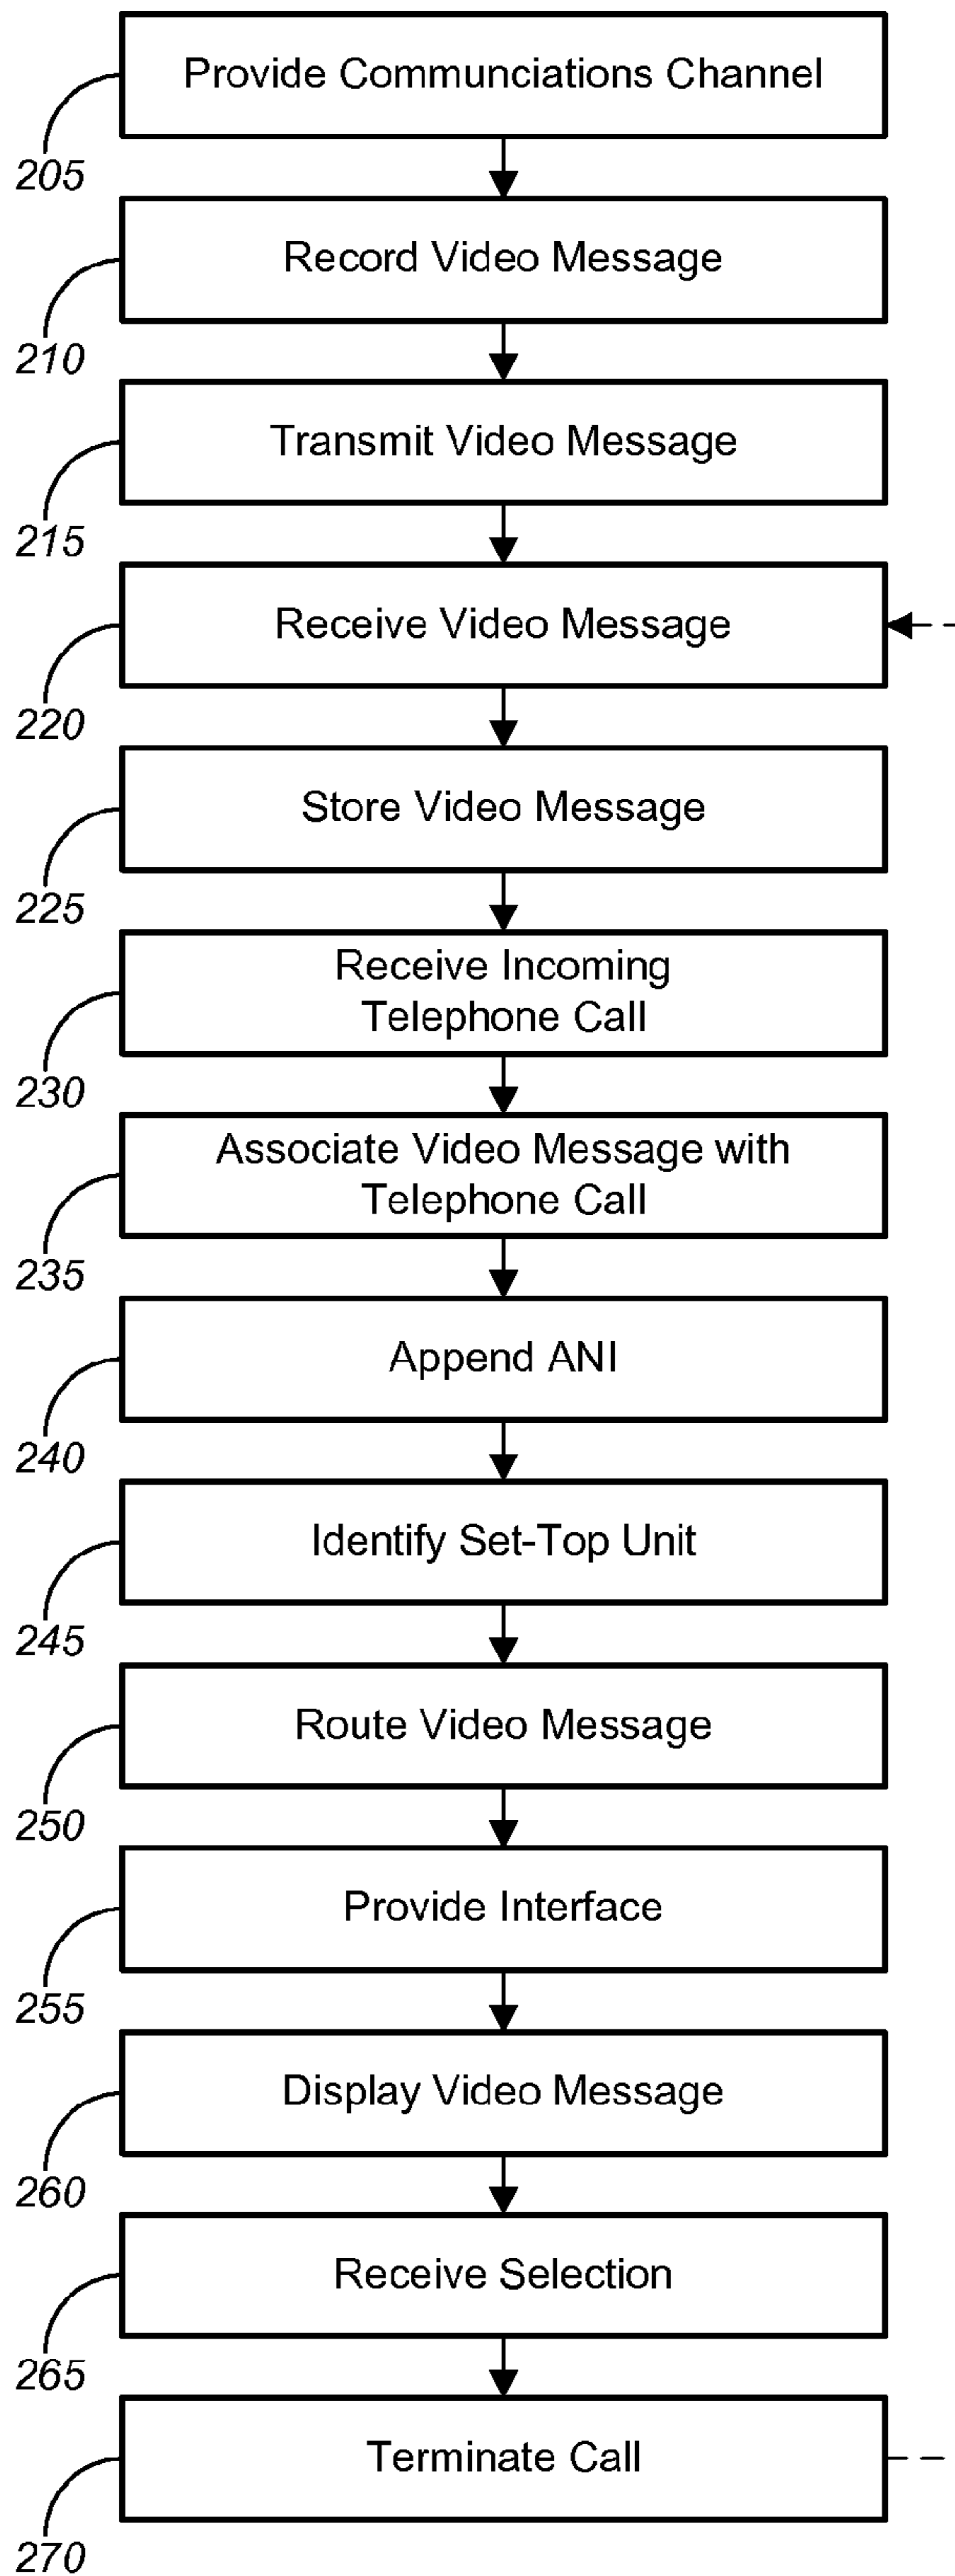 Provide Communciations Channel
205
Record Video Message
210
Transmit Video Message
215
Receive Video Message
220
Store Video Message
225
Receive Incoming
Telephone Call
230
Associate Video Message with
Telephone Call
235
Append ANI
240
Identify Set-Top Unit
245
Route Video Message
250
Provide Interface
255
Display Video Message
260
Receive Selection
265
Terminate Call
270